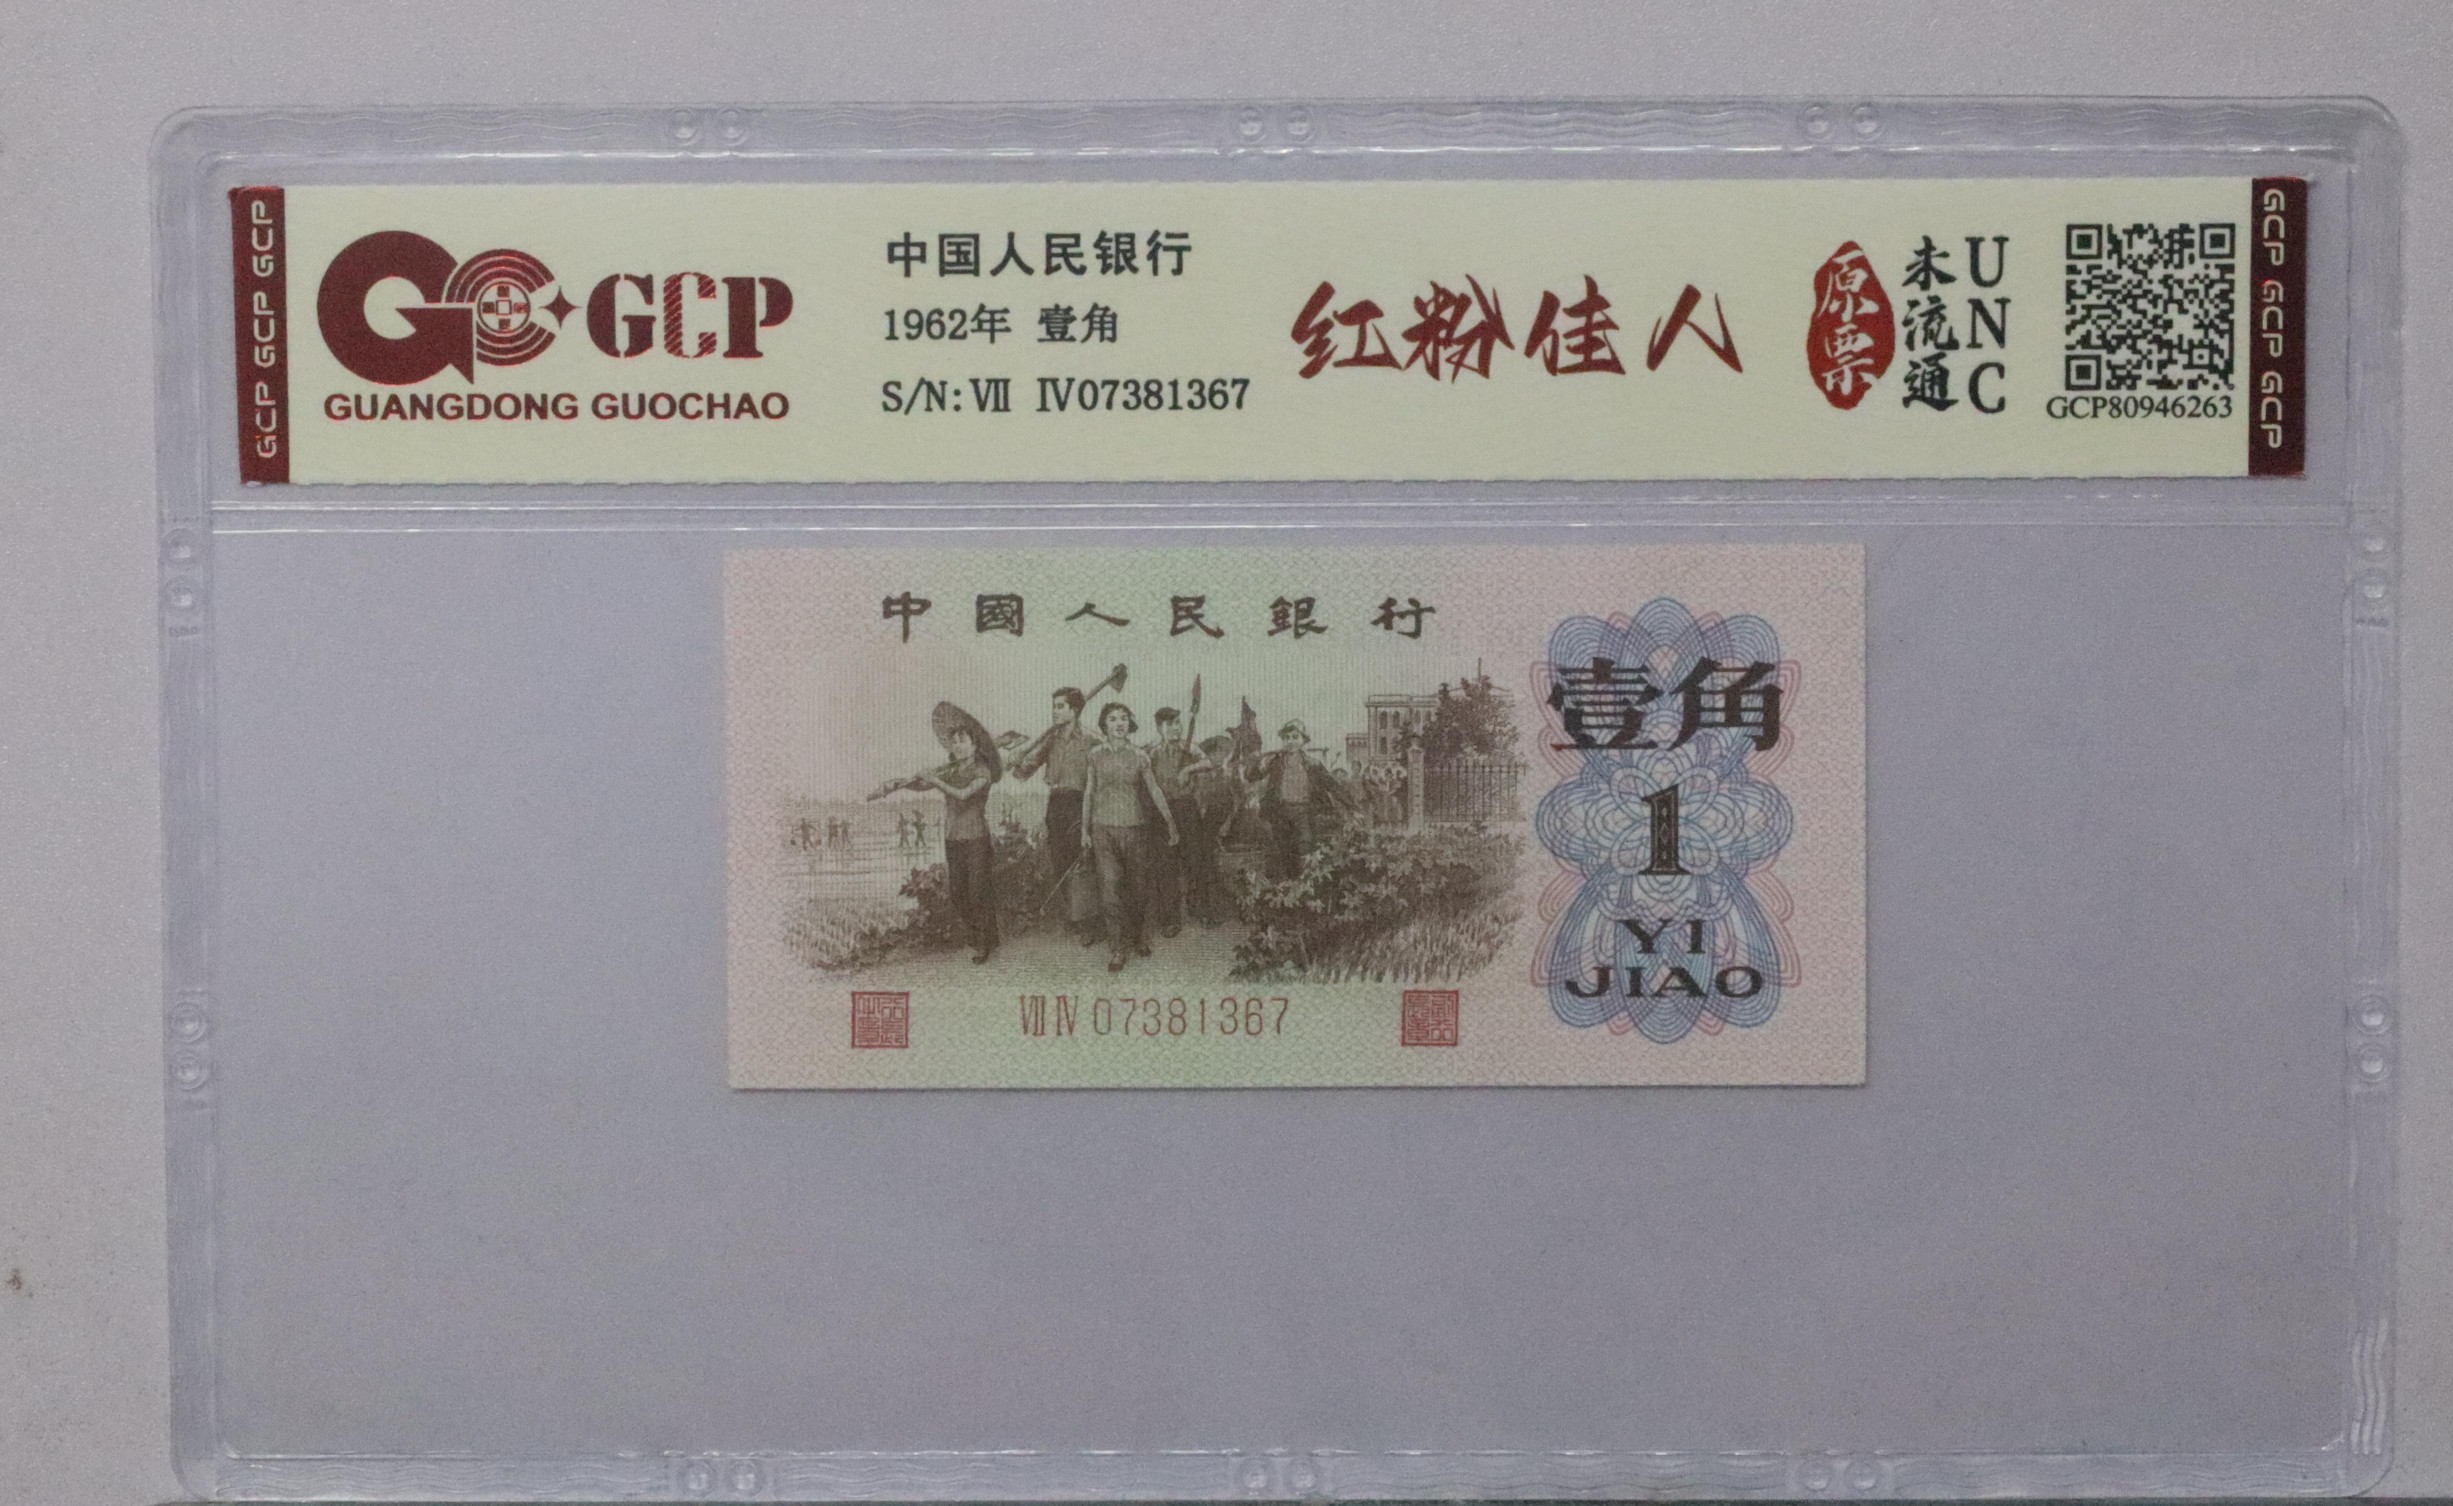 GCP GCP GCP
GCP
GUANGDONG GUOCHAO
中国人民银行
1962年 壹角
S/N: Ⅶ Ⅳ07381367
红粉佳人
原票
未流通
UNC
GCP80946263
GCP GCP GCP
中國人民銀行
壹角
1
YI
JIAO
ⅦⅣ 07381367